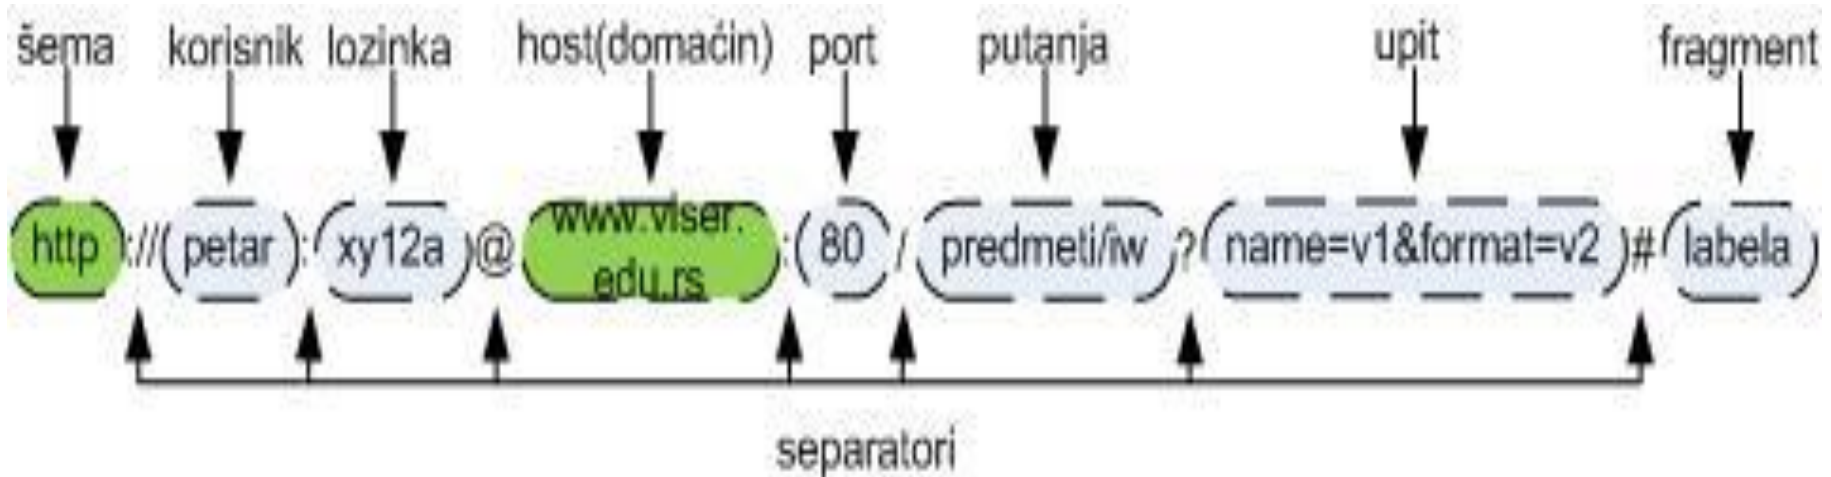 šema korisnik lozinka host(domaćin) port putanja upit fragment
http :// petar : xy12a @ www.viser. : 80 / predmeti/iw ? name=v1&format=v2 # labela
edu.rs
separatori